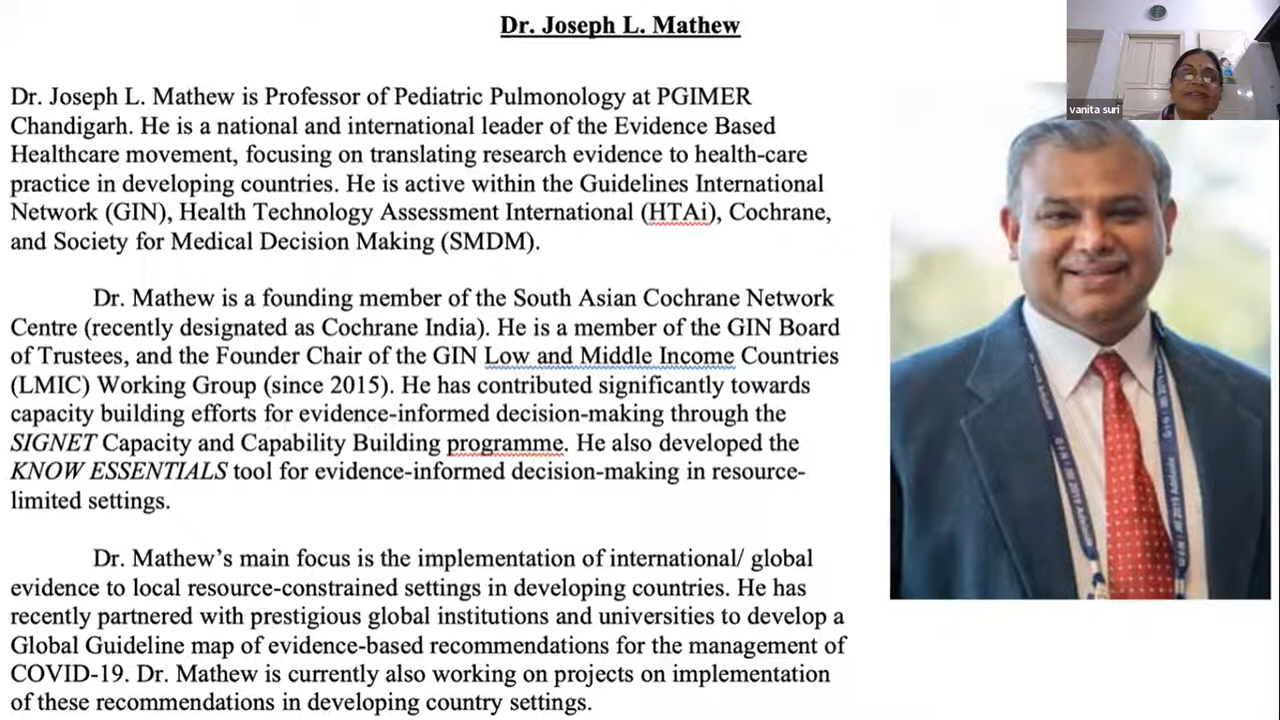 Dr. Joseph L. Mathew
vanita suri
Dr. Joseph L. Mathew is Professor of Pediatric Pulmonology at PGIMER
Chandigarh. He is a national and international leader of the Evidence Based
Healthcare movement, focusing on translating research evidence to health-care
practice in developing countries. He is active within the Guidelines International
Network (GIN), Health Technology Assessment International (HTAi), Cochrane,
and Society for Medical Decision Making (SMDM).
Dr. Mathew is a founding member of the South Asian Cochrane Network
Centre (recently designated as Cochrane India). He is a member of the GIN Board
of Trustees, and the Founder Chair of the GIN Low and Middle Income Countries
(LMIC) Working Group (since 2015). He has contributed significantly towards
capacity building efforts for evidence-informed decision-making through the
SIGNET Capacity and Capability Building programme. He also developed the
KNOW ESSENTIALS tool for evidence-informed decision-making in resource-
limited settings.
Dr. Mathew’s main focus is the implementation of international/ global
evidence to local resource-constrained settings in developing countries. He has
recently partnered with prestigious global institutions and universities to develop a
Global Guideline map of evidence-based recommendations for the management of
COVID-19. Dr. Mathew is currently also working on projects on implementation
of these recommendations in developing country settings.